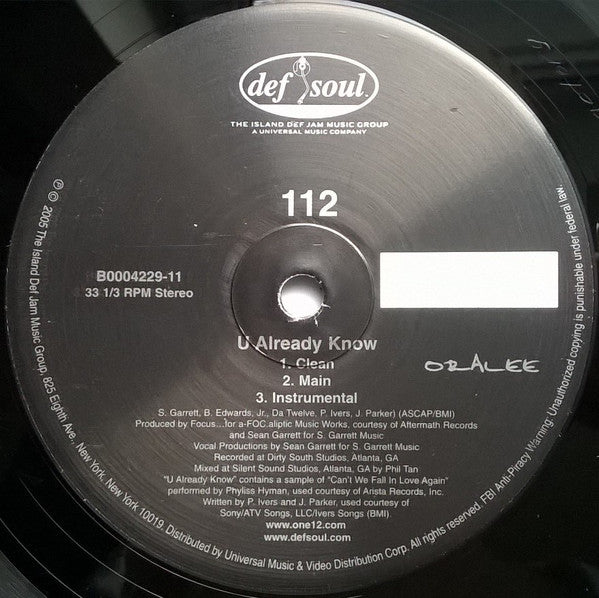 def soul.
THE ISLAND DEF JAM MUSIC GROUP
A UNIVERSAL MUSIC COMPANY
112
B0004229-11
33 1/3 RPM Stereo
U Already Know
1. Clean
2. Main
3. Instrumental
ORALEE
S. Garrett, B. Edwards, Jr., Da Twelve, P. Ivers, J. Parker) (ASCAP/BMI)
Produced by Focus...for a-FOC.aliptic Music Works, courtesy of Aftermath Records
and Sean Garrett for S. Garrett Music
Vocal Productions by Sean Garrett for S. Garrett Music
Recorded at Dirty South Studios, Atlanta, GA
Mixed at Silent Sound Studios, Atlanta, GA by Phil Tan
"U Already Know" contains a sample of "Can't We Fall In Love Again"
performed by Phyliss Hyman, used courtesy of Arista Records, Inc.
Written by P. Ivers and J. Parker, used courtesy of
Sony/ATV Songs, LLC/Ivers Songs (BMI).
www.one12.com
www.defsoul.com
℗ © 2005 The Island Def Jam Music Group, 825 Eighth Ave., New York, New York 10019. Distributed by Universal Music & Video Distribution Corp. All rights reserved. FBI Anti-Piracy Warning: Unauthorized copying is punishable under federal law.